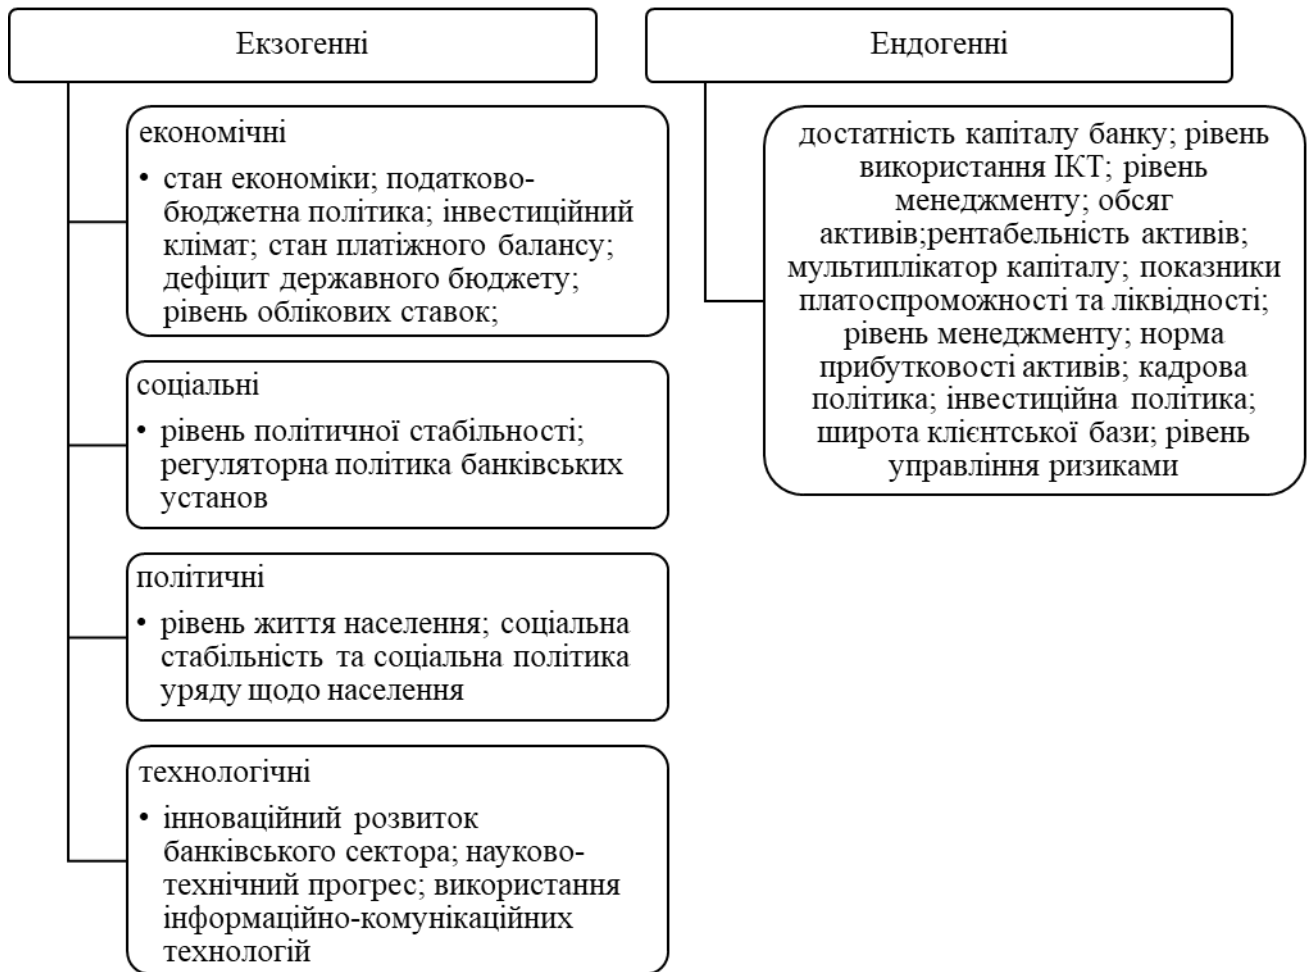 Екзогенні
економічні
• стан економіки; податково-
бюджетна політика; інвестиційний
клімат; стан платіжного балансу;
дефіцит державного бюджету;
рівень облікових ставок;
соціальні
• рівень політичної стабільності;
регуляторна політика банківських
установ
політичні
• рівень життя населення; соціальна
стабільність та соціальна політика
уряду щодо населення
технологічні
• інноваційний розвиток
банківського сектора; науково-
технічний прогрес; використання
інформаційно-комунікаційних
технологій
Ендогенні
достатність капіталу банку; рівень
використання ІКТ; рівень
менеджменту; обсяг
активів;рентабельність активів;
мультиплікатор капіталу; показники
платоспроможності та ліквідності;
рівень менеджменту; норма
прибутковості активів; кадрова
політика; інвестиційна політика;
широта клієнтської бази; рівень
управління ризиками